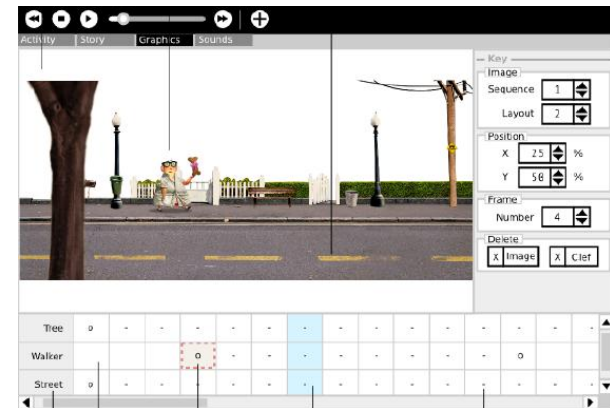 Activity Story Graphics Sounds
Key
Image
Sequence 1
Layout 2
Position
X 25 %
Y 50 %
Frame
Number 4
Delete
X Image X Clef
Tree o - - - - - - - - - - - - - -
Walker - - - o - - - - - - - - o - -
Street o - - - - - - - - - - - - - -